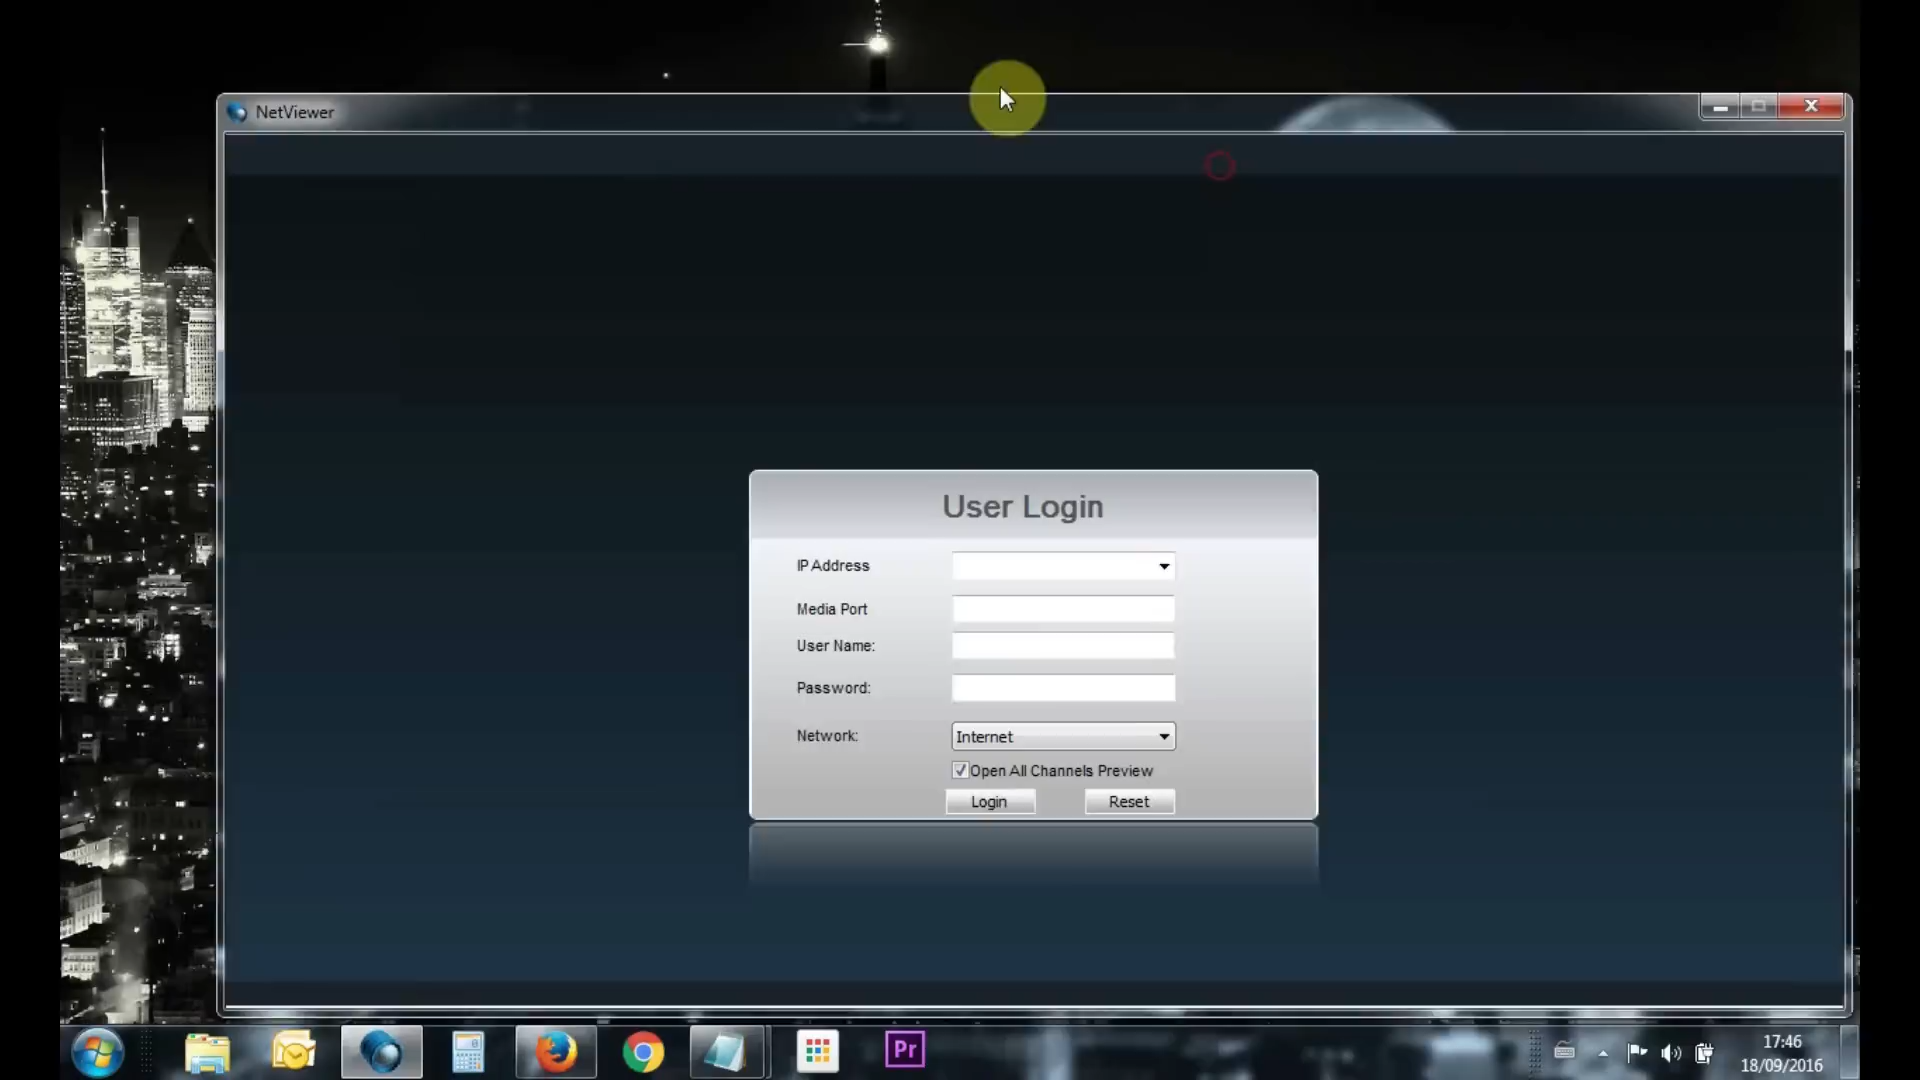 NetViewer
User Login
IP Address
Media Port
User Name:
Password:
Network: Internet
Open All Channels Preview
Login Reset
Pr
17:46
18/09/2016